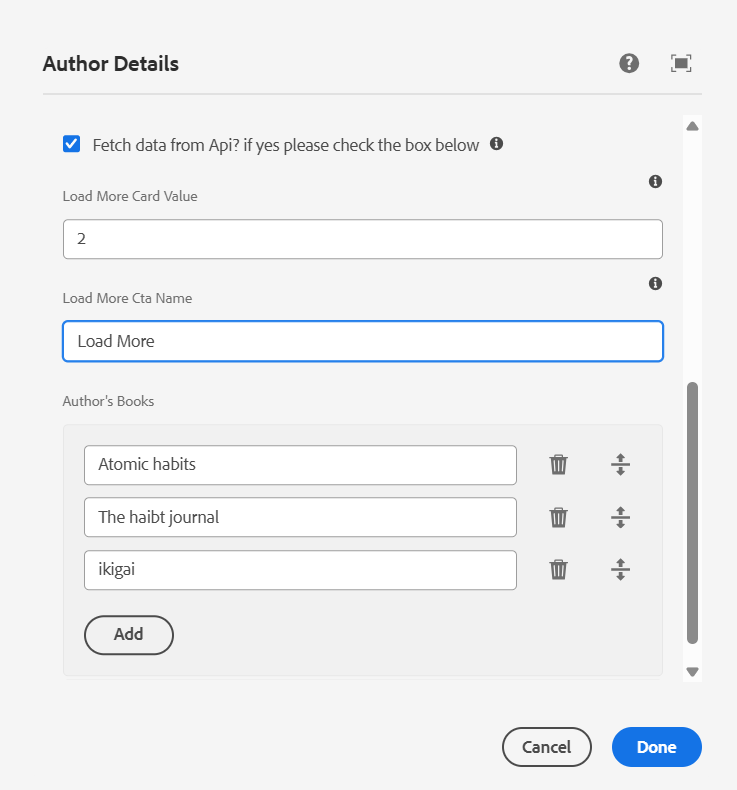 Author Details
Fetch data from Api? if yes please check the box below
Load More Card Value
2
Load More Cta Name
Load More
Author's Books
Atomic habits
The haibt journal
ikigai
Add
Cancel Done